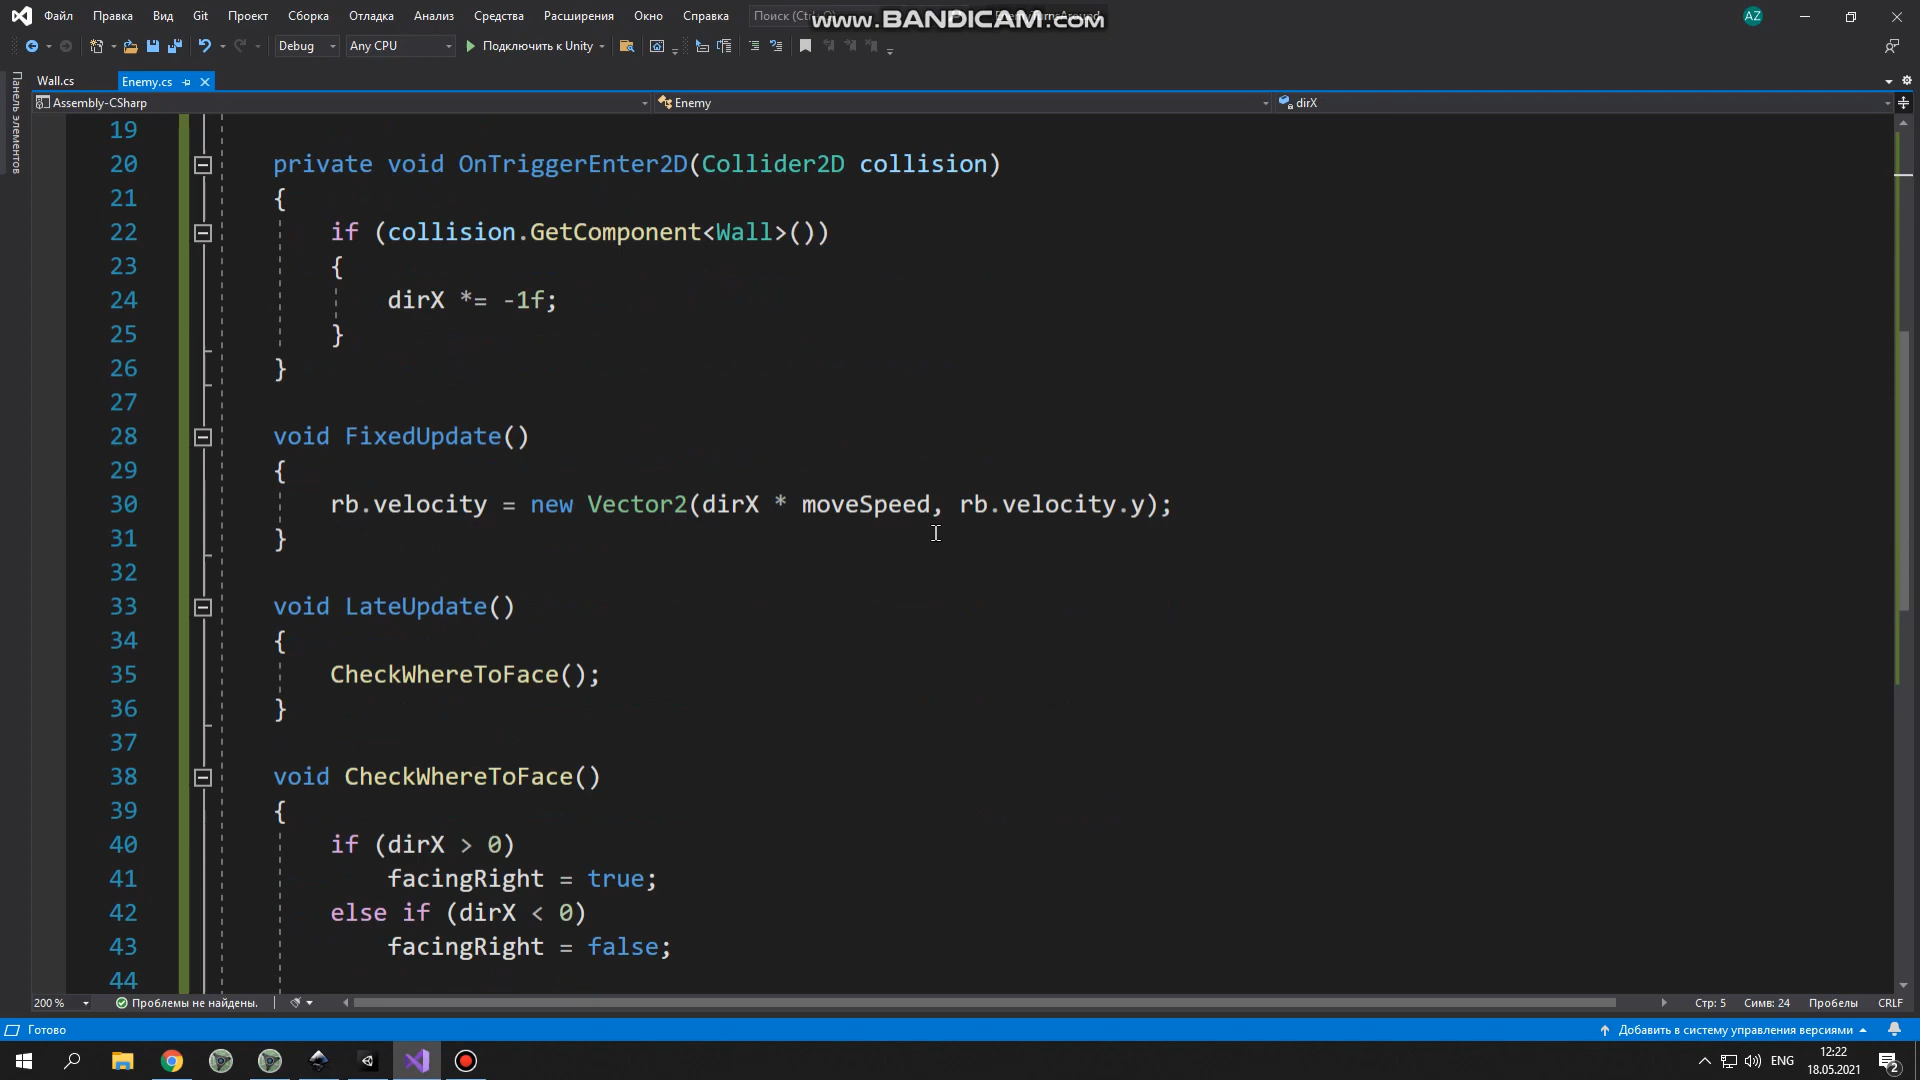 Файл Правка Вид Git Проект Сборка Отладка Анализ Средства Расширения Окно Справка
www.BANDICAM.com
AZ
Debug Any CPU Подключить к Unity
Wall.cs Enemy.cs
Панель элементов
Assembly-CSharp Enemy dirX
19
20 private void OnTriggerEnter2D(Collider2D collision)
21 {
22 if (collision.GetComponent<Wall>())
23 {
24 dirX *= -1f;
25 }
26 }
27
28 void FixedUpdate()
29 {
30 rb.velocity = new Vector2(dirX * moveSpeed, rb.velocity.y);
31 }
32
33 void LateUpdate()
34 {
35 CheckWhereToFace();
36 }
37
38 void CheckWhereToFace()
39 {
40 if (dirX > 0)
41 facingRight = true;
42 else if (dirX < 0)
43 facingRight = false;
44
200 % Проблемы не найдены. Стр: 5 Симв: 24 Пробелы CRLF
Готово Добавить в систему управления версиями
ENG 12:22
18.05.2021
2